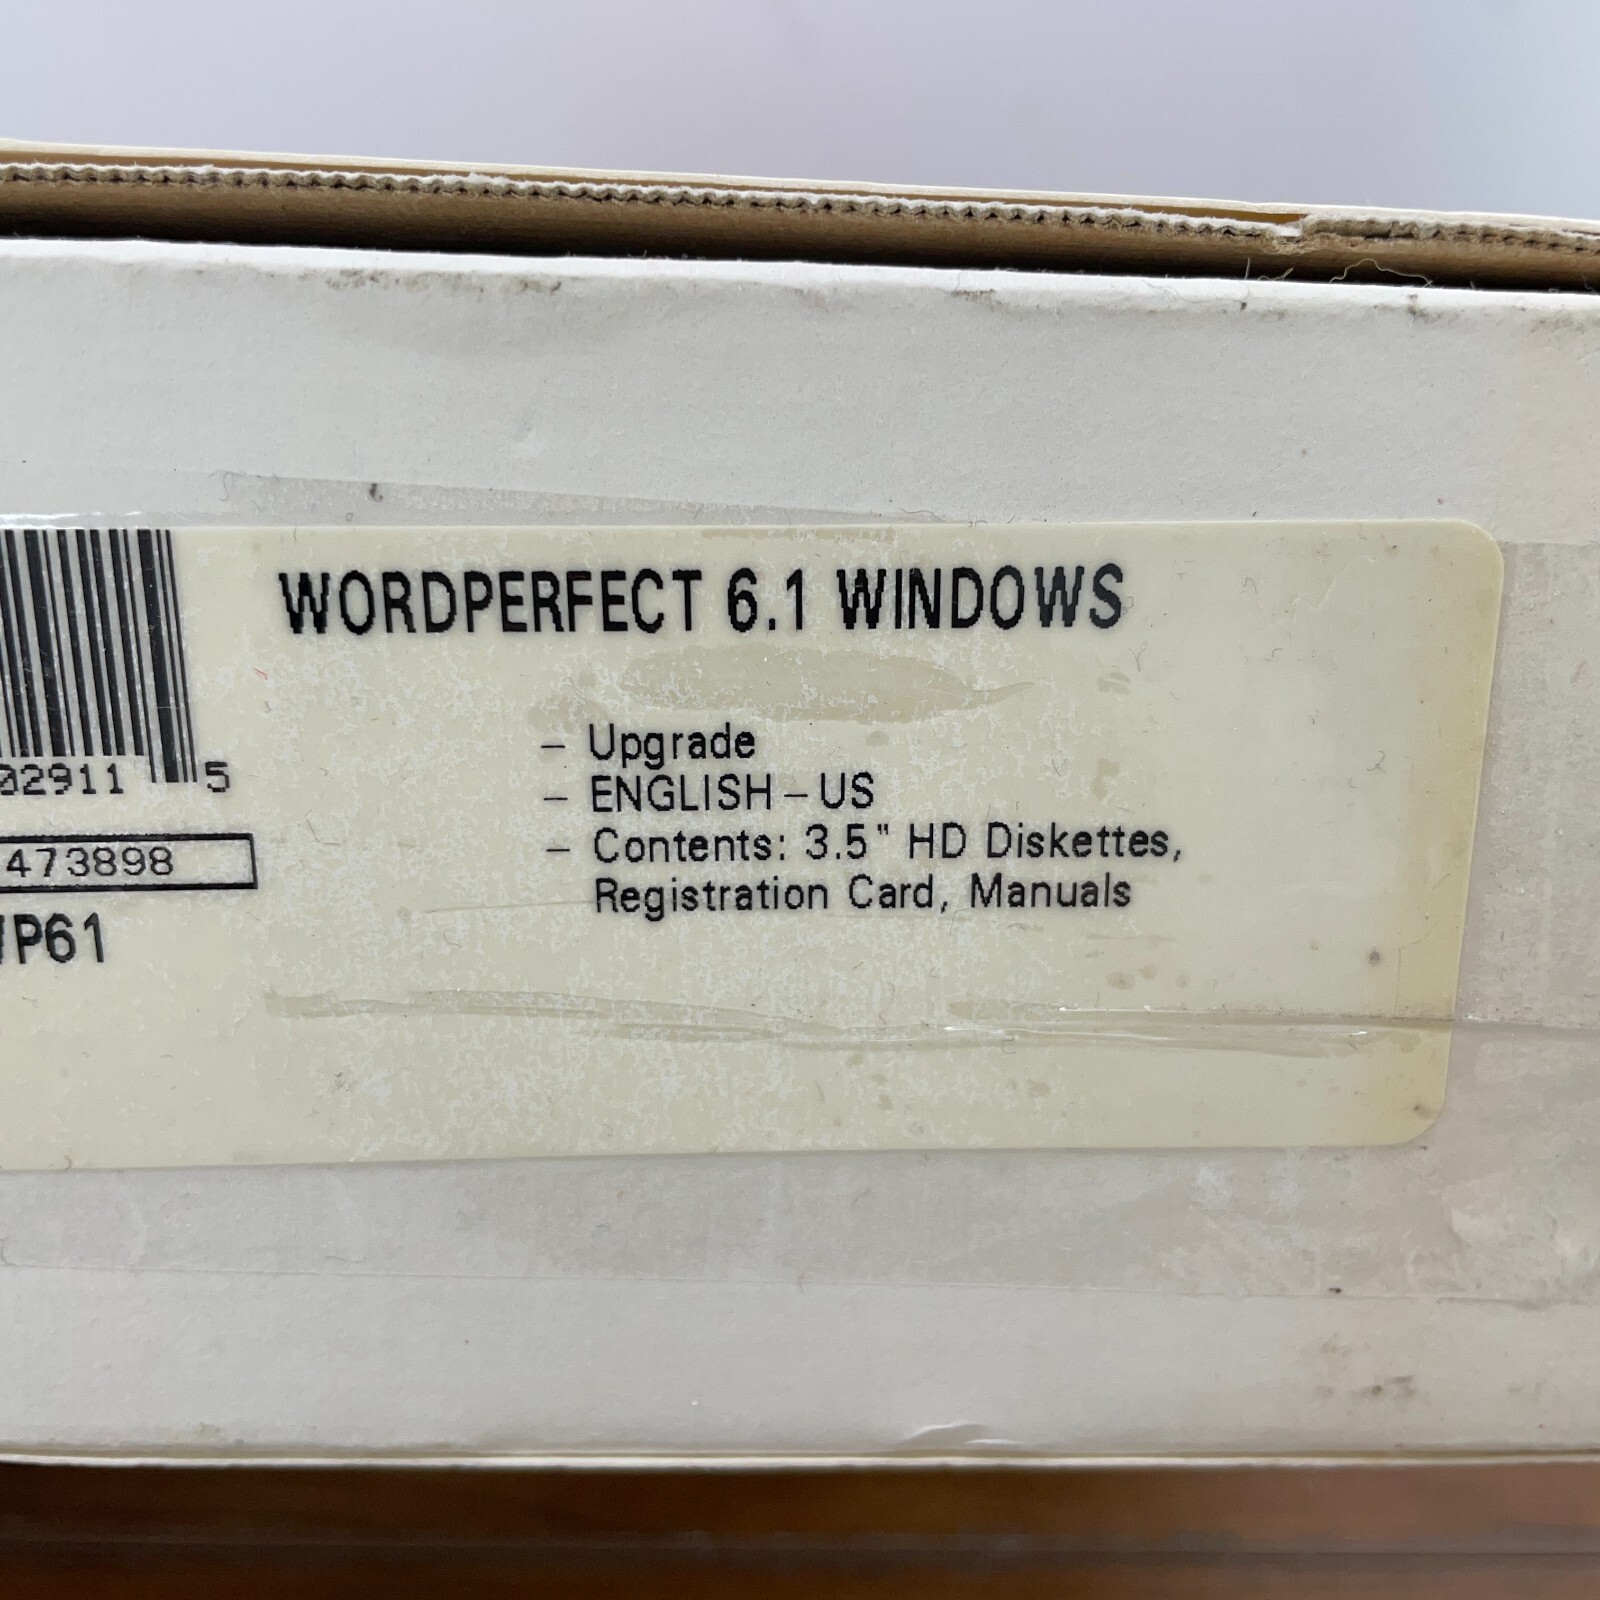 WORDPERFECT 6.1 WINDOWS
- Upgrade
- ENGLISH-US
- Contents: 3.5" HD Diskettes,
Registration Card, Manuals
02911 5
473898
P61